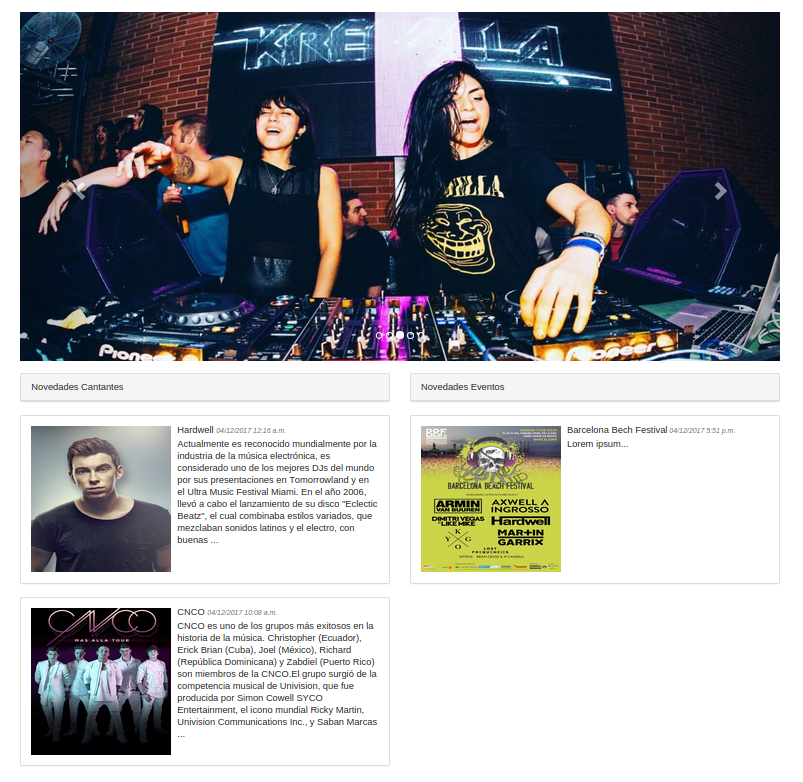 KRE
LLA
ILLA
Pioneer
Pioneer
Novedades Cantantes
Novedades Eventos
Hardwell 04/12/2017 12:16 a.m.
Actualmente es reconocido mundialmente por la
industria de la música electrónica, es
considerado uno de los mejores DJs del mundo
por sus presentaciones en Tomorrowland y en
el Ultra Music Festival Miami. En el año 2006,
llevó a cabo el lanzamiento de su disco "Eclectic
Beatz", el cual combinaba estilos variados, que
mezclaban sonidos latinos y el electro, con
buenas ...
BBF
BARCELONA BEACH FESTIVAL
ARMIN
VAN BUUREN
AXWELL Λ
INGROSSO
DIMITRI VEGAS
& LIKE MIKE
Hardwell
KYGO
MAR+IN
GARRIX
LOST
FREQUENCIES
Barcelona Bech Festival 04/12/2017 5:51 p.m.
Lorem ipsum...
CNCO
MAS ALLA TOUR
CNCO 04/12/2017 10:08 a.m.
CNCO es uno de los grupos más exitosos en la
historia de la música. Christopher (Ecuador),
Erick Brian (Cuba), Joel (México), Richard
(República Dominicana) y Zabdiel (Puerto Rico)
son miembros de la CNCO.El grupo surgió de la
competencia musical de Univision, que fue
producida por Simon Cowell SYCO
Entertainment, el icono mundial Ricky Martin,
Univision Communications Inc., y Saban Marcas
...